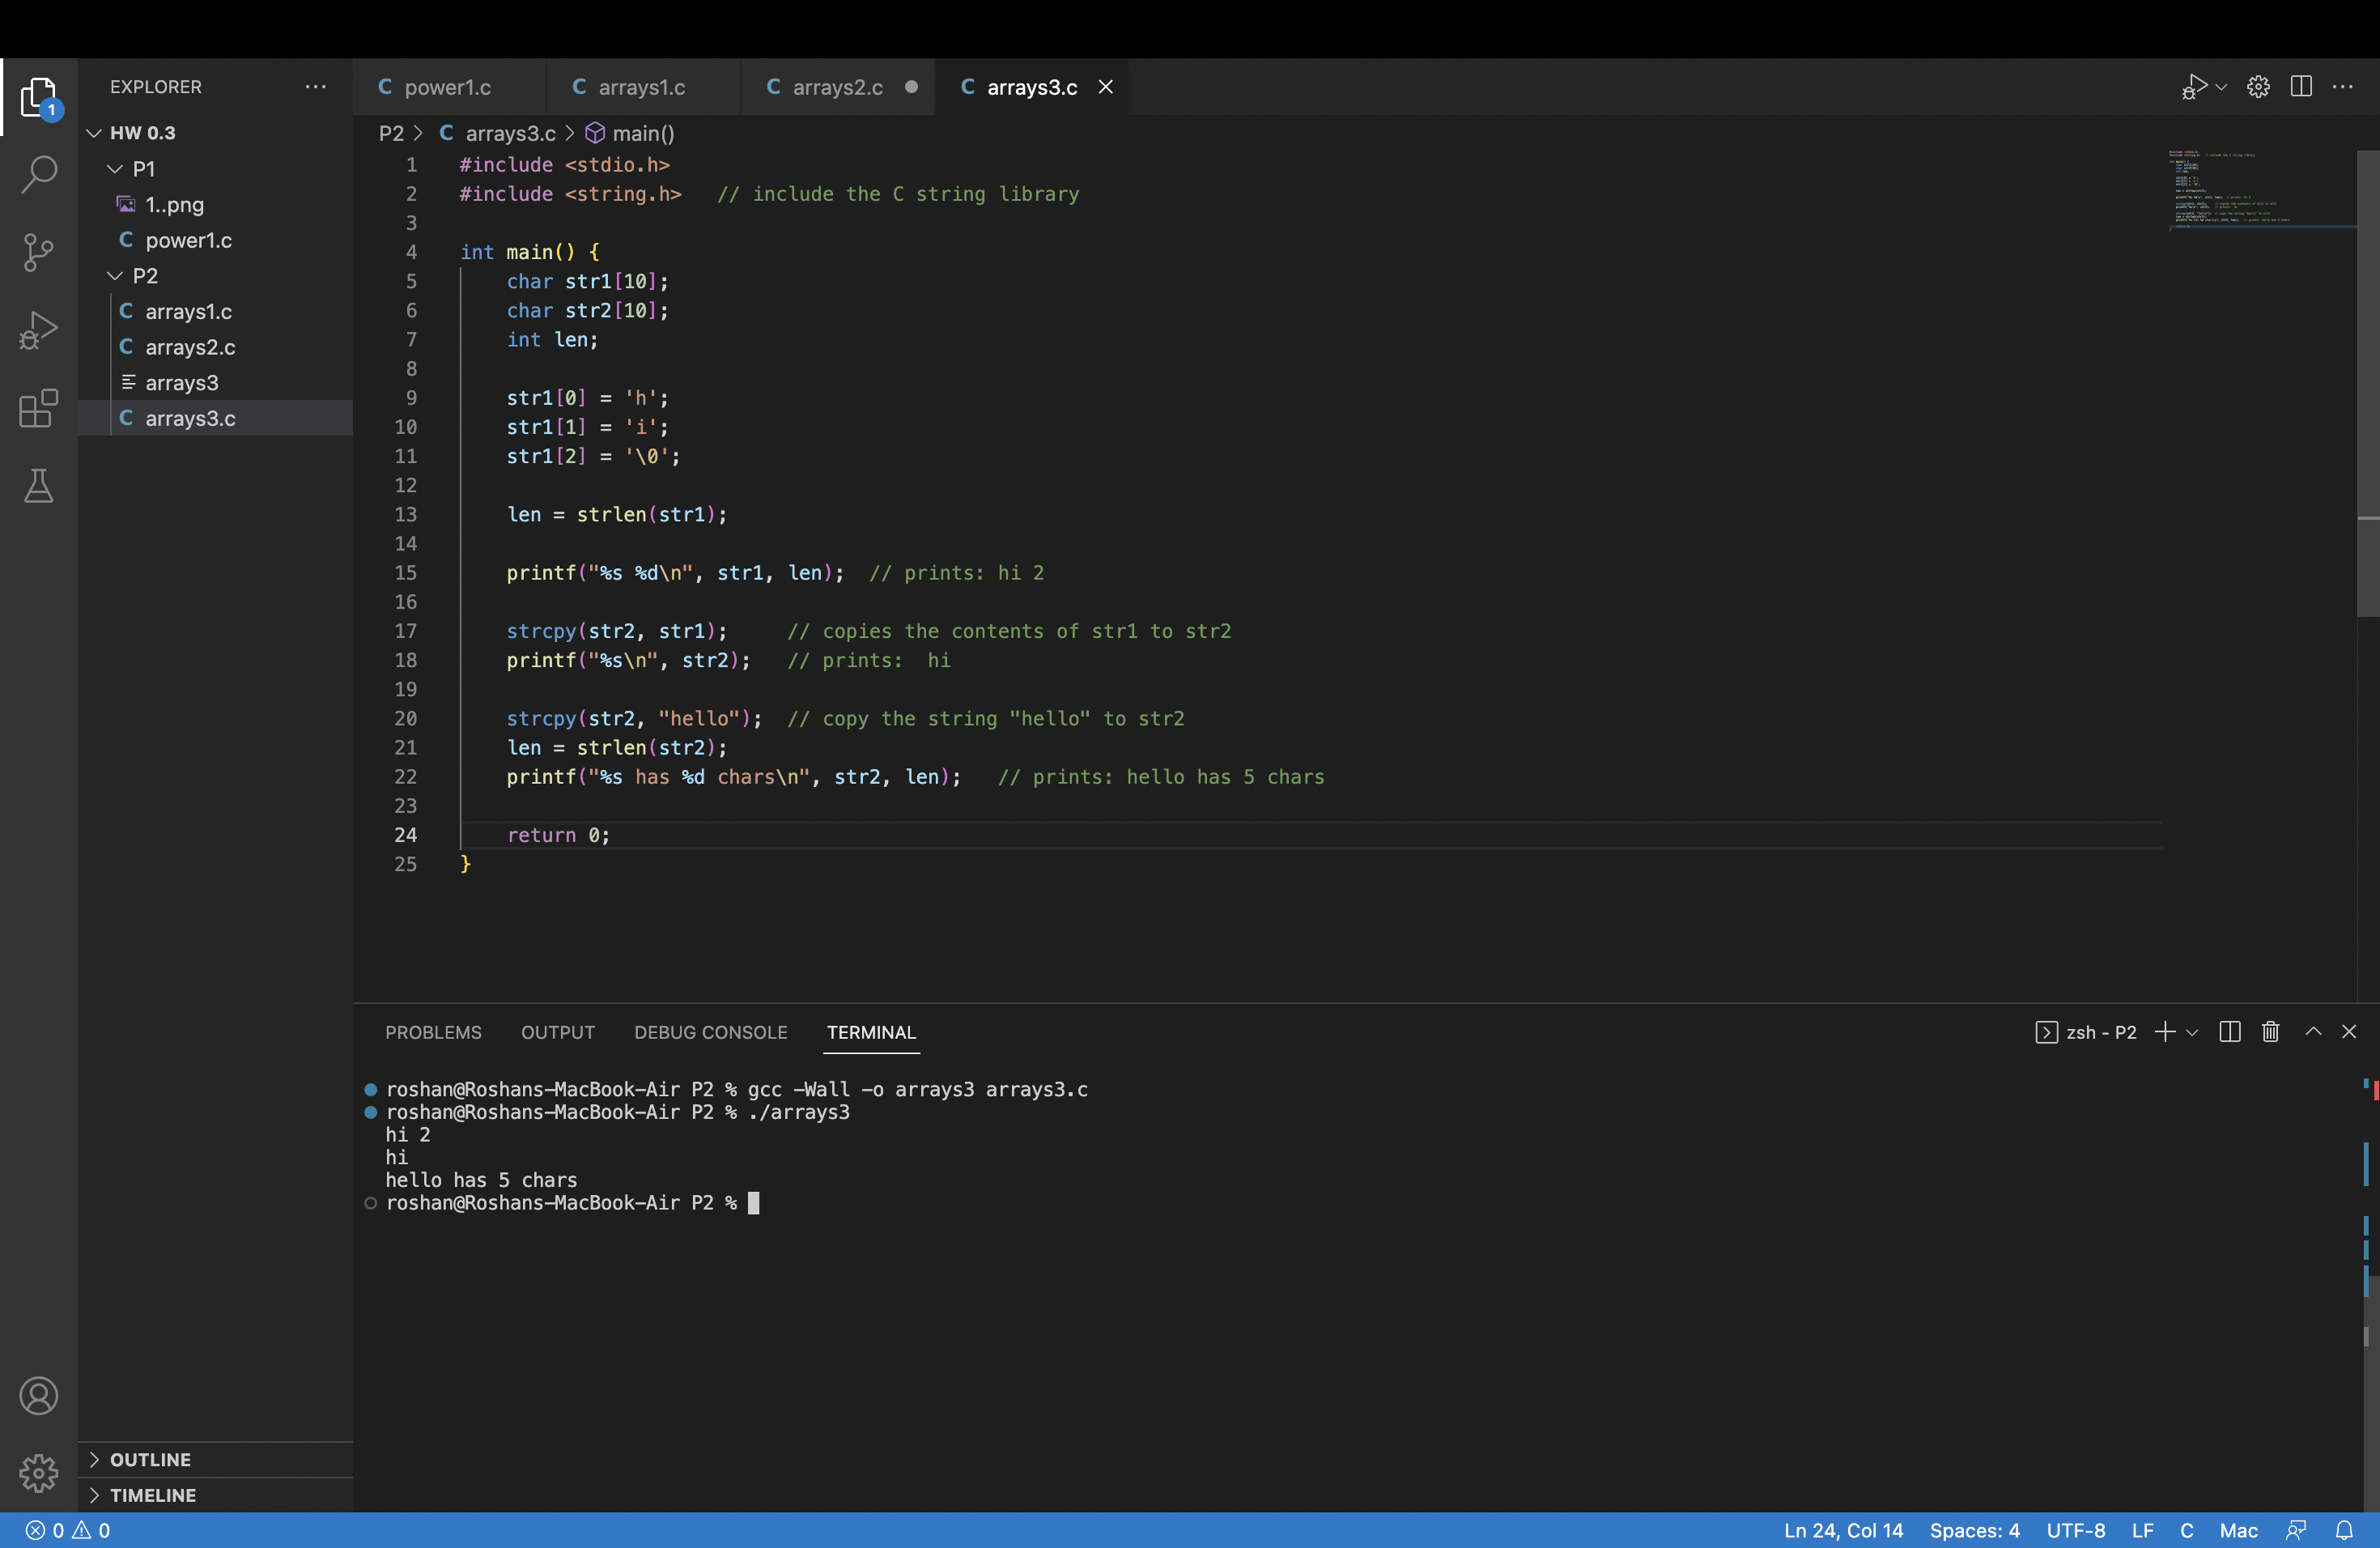 EXPLORER
1
HW 0.3
P1
1..png
C power1.c
P2
C arrays1.c
C arrays2.c
arrays3
C arrays3.c
OUTLINE
TIMELINE
C power1.c
C arrays1.c
C arrays2.c
C arrays3.c
P2 > C arrays3.c > main()
1 #include <stdio.h>
2 #include <string.h>   // include the C string library
3
4 int main() {
5     char str1[10];
6     char str2[10];
7     int len;
8
9     str1[0] = 'h';
10     str1[1] = 'i';
11     str1[2] = '\0';
12
13     len = strlen(str1);
14
15     printf("%s %d\n", str1, len);  // prints: hi 2
16
17     strcpy(str2, str1);     // copies the contents of str1 to str2
18     printf("%s\n", str2);   // prints:  hi
19
20     strcpy(str2, "hello");  // copy the string "hello" to str2
21     len = strlen(str2);
22     printf("%s has %d chars\n", str2, len);   // prints: hello has 5 chars
23
24     return 0;
25 }
PROBLEMS OUTPUT DEBUG CONSOLE TERMINAL
zsh - P2
roshan@Roshans-MacBook-Air P2 % gcc -Wall -o arrays3 arrays3.c
roshan@Roshans-MacBook-Air P2 % ./arrays3
hi 2
hi
hello has 5 chars
roshan@Roshans-MacBook-Air P2 %
0 0
Ln 24, Col 14 Spaces: 4 UTF-8 LF C Mac